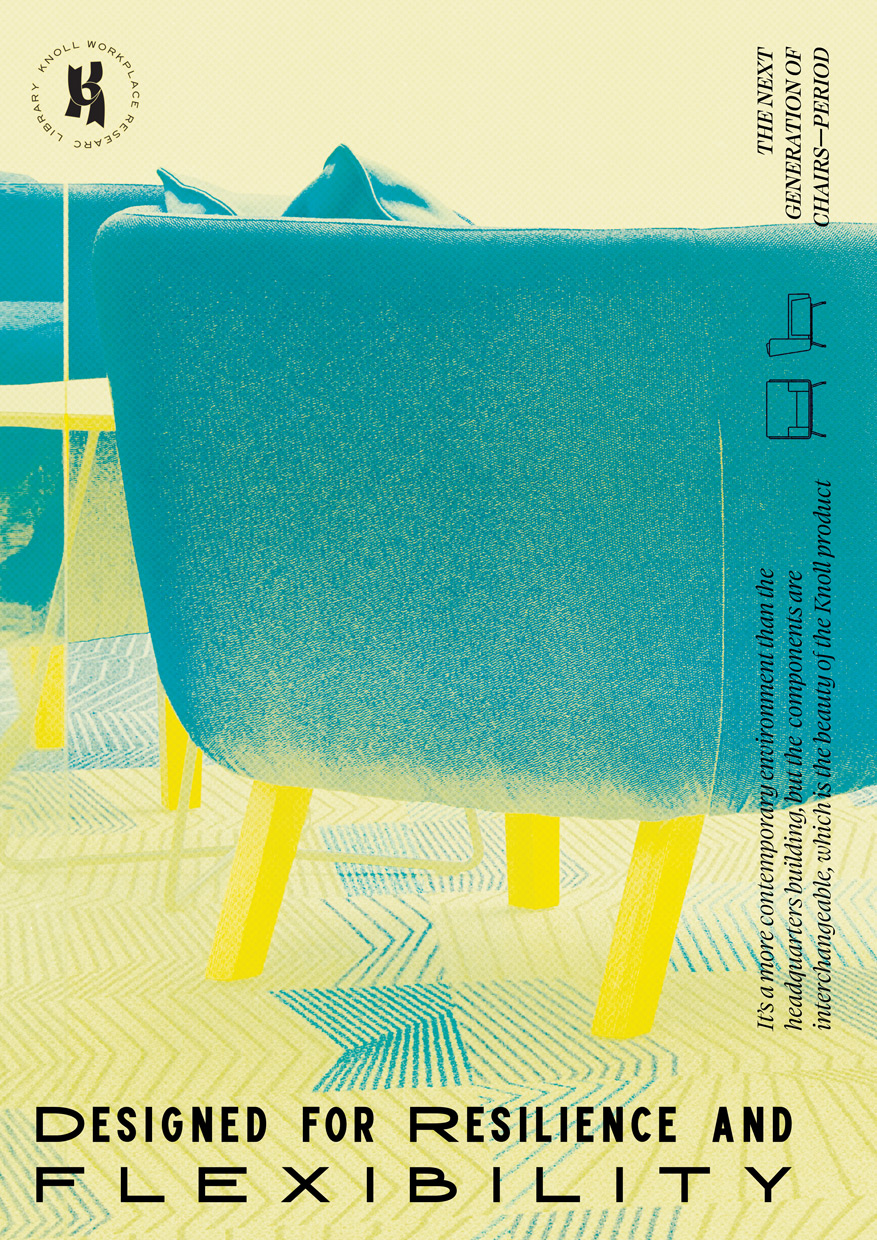 KNOLL WORKPLACE RESEARC LIBRARY
THE NEXT
GENERATION OF
CHAIRS—PERIOD
It's a more contemporary environment than the
headquarters building, but the components are
interchangeable, which is the beauty of the Knoll product
DESIGNED FOR RESILIENCE AND
FLEXIBILITY